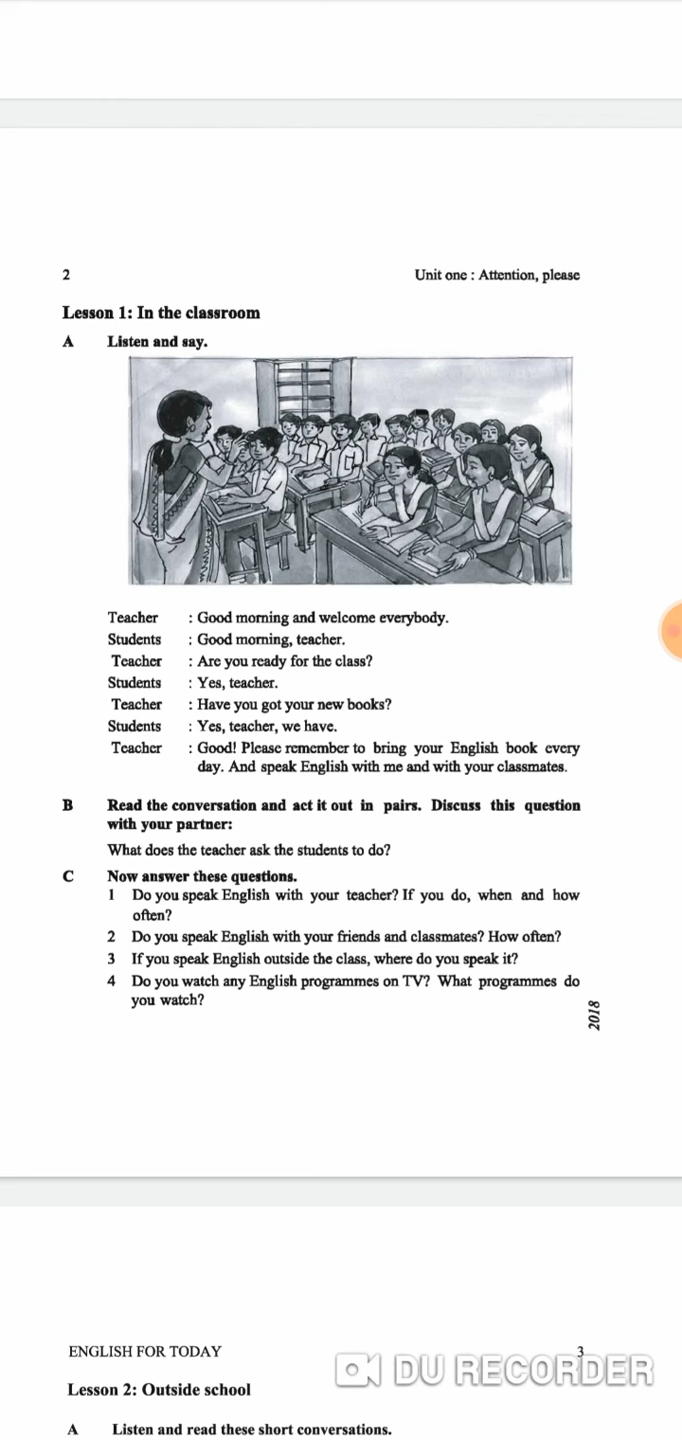 2 Unit one : Attention, please
Lesson 1: In the classroom
A Listen and say.
Teacher : Good morning and welcome everybody.
Students : Good morning, teacher.
Teacher : Are you ready for the class?
Students : Yes, teacher.
Teacher : Have you got your new books?
Students : Yes, teacher, we have.
Teacher : Good! Please remember to bring your English book every
day. And speak English with me and with your classmates.
B Read the conversation and act it out in pairs. Discuss this question
with your partner:
What does the teacher ask the students to do?
C Now answer these questions.
1 Do you speak English with your teacher? If you do, when and how
often?
2 Do you speak English with your friends and classmates? How often?
3 If you speak English outside the class, where do you speak it?
4 Do you watch any English programmes on TV? What programmes do
you watch?
2018
ENGLISH FOR TODAY 3
DU RECORDER
Lesson 2: Outside school
A Listen and read these short conversations.